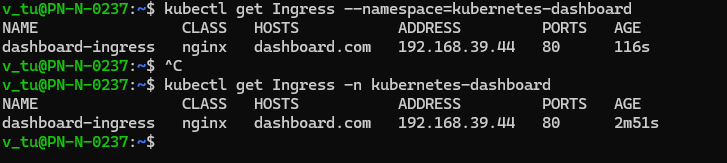 v_tu@PN-N-0237:~$ kubectl get Ingress --namespace=kubernetes-dashboard
NAME CLASS HOSTS ADDRESS PORTS AGE
dashboard-ingress nginx dashboard.com 192.168.39.44 80 116s
v_tu@PN-N-0237:~$ ^C
v_tu@PN-N-0237:~$ kubectl get Ingress -n kubernetes-dashboard
NAME CLASS HOSTS ADDRESS PORTS AGE
dashboard-ingress nginx dashboard.com 192.168.39.44 80 2m51s
v_tu@PN-N-0237:~$